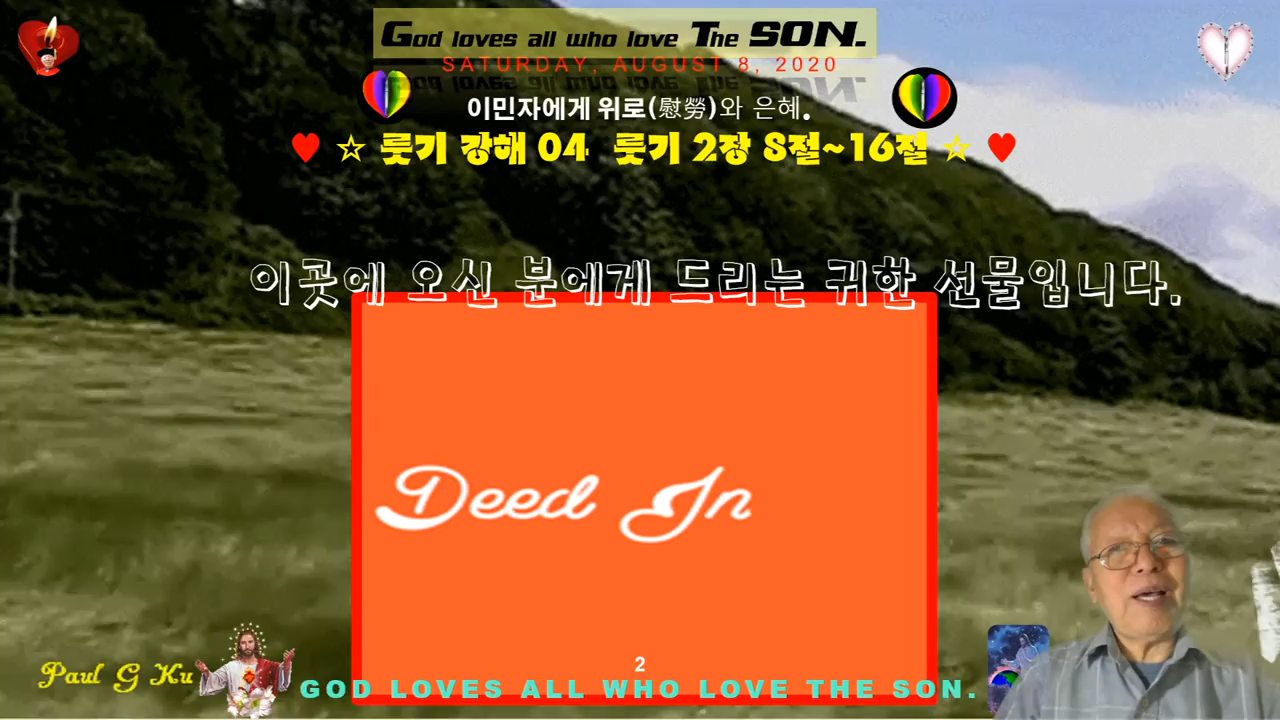 God loves all who love The SON.
SATURDAY, AUGUST 8, 2020
이민자에게 위로(慰勞)와 은혜.
♥ ☆ 룻기 강해 04 룻기 2장 8절~16절 ☆ ♥
이곳에 오신 분에게 드리는 귀한 선물입니다.
Deed In
2
Paul G Ku
GOD LOVES ALL WHO LOVE THE SON.